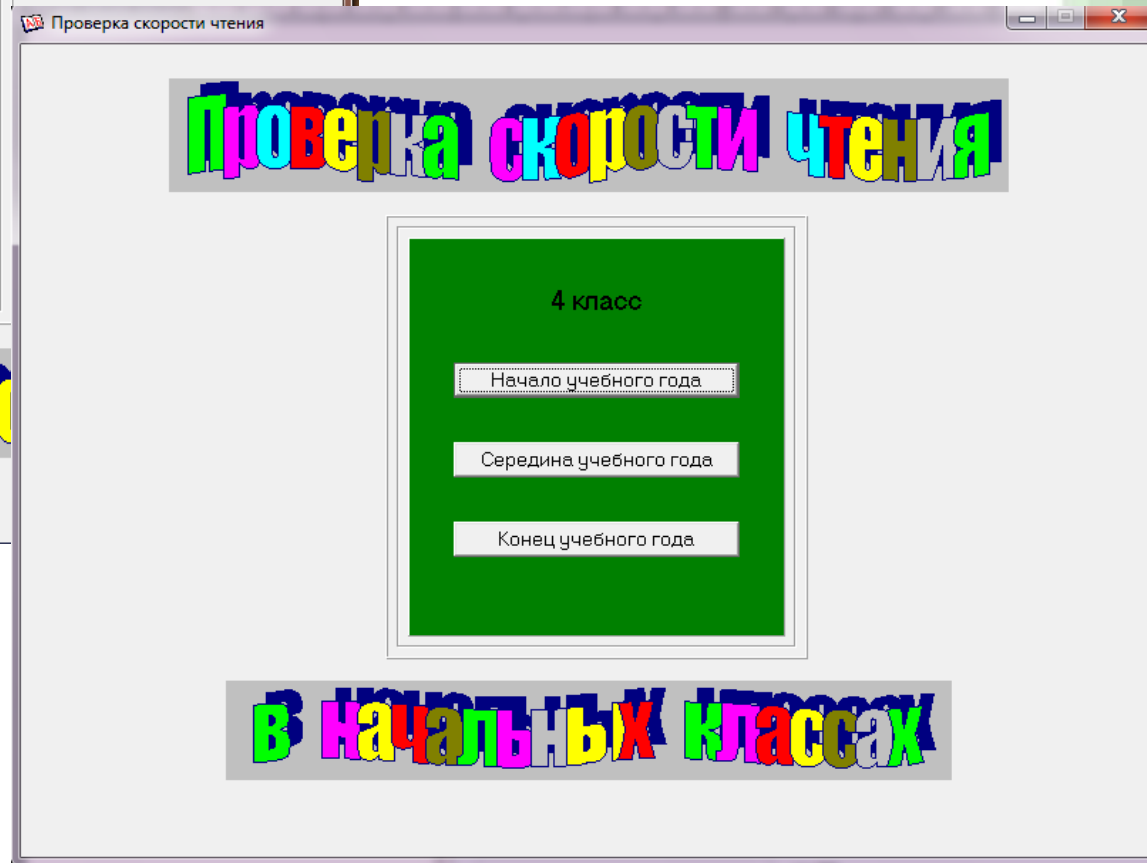 Проверка скорости чтения
Проверка скорости чтения
4 класс
Начало учебного года
Середина учебного года
Конец учебного года
в начальных классах